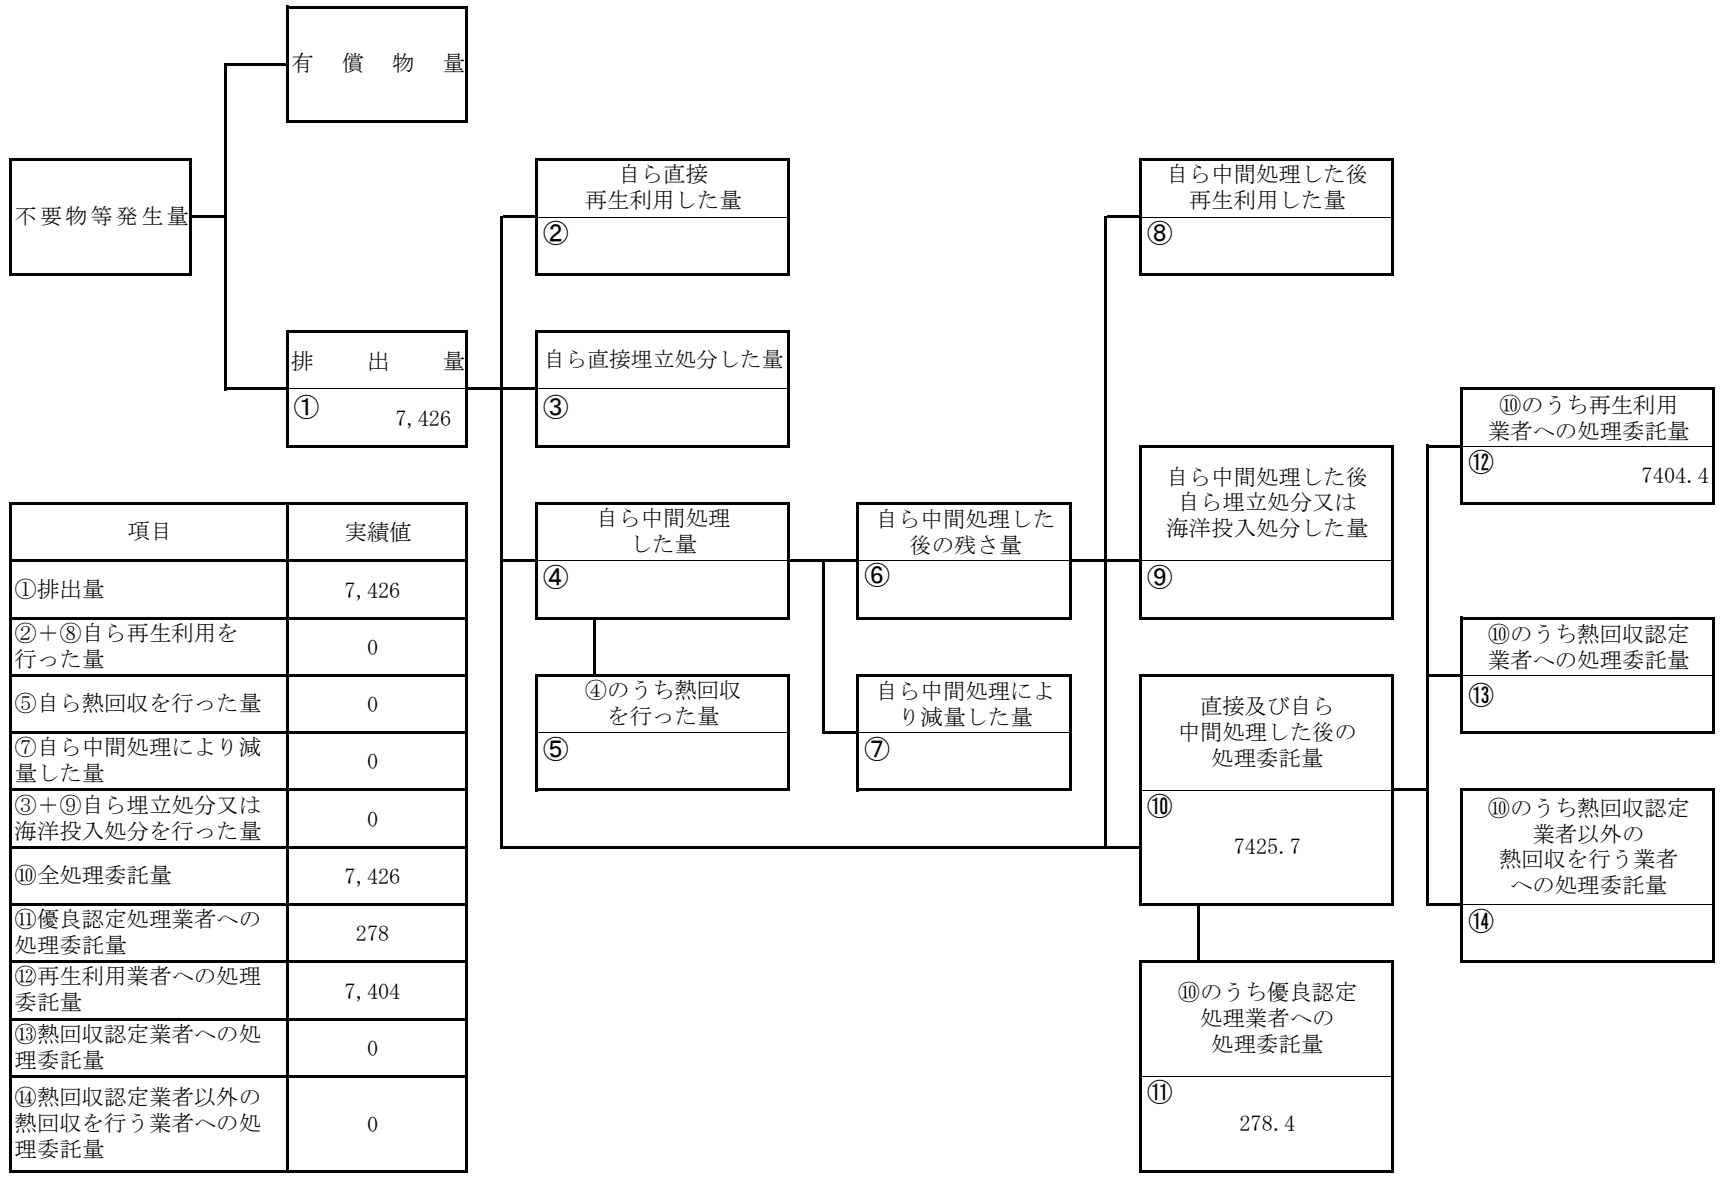 有償物量
不要物等発生量
自ら直接
再生利用した量
②
自ら中間処理した後
再生利用した量
⑧
排出量
①
7,426
自ら直接埋立処分した量
③
⑩のうち再生利用
業者への処理委託量
⑫
7404.4
自ら中間処理
した量
④
自ら中間処理した
後の残さ量
⑥
自ら中間処理した後
自ら埋立処分又は
海洋投入処分した量
⑨
⑩のうち熱回収認定
業者への処理委託量
⑬
④のうち熱回収
を行った量
⑤
自ら中間処理によ
り減量した量
⑦
直接及び自ら
中間処理した後の
処理委託量
⑩
7425.7
⑩のうち熱回収認定
業者以外の
熱回収を行う業者
への処理委託量
⑭
⑩のうち優良認定
処理業者への
処理委託量
⑪
278.4
項目 実績値
①排出量 7,426
②＋⑧自ら再生利用を
行った量 0
⑤自ら熱回収を行った量 0
⑦自ら中間処理により減
量した量 0
③＋⑨自ら埋立処分又は
海洋投入処分を行った量 0
⑩全処理委託量 7,426
⑪優良認定処理業者への
処理委託量 278
⑫再生利用業者への処理
委託量 7,404
⑬熱回収認定業者への処
理委託量 0
⑭熱回収認定業者以外の
熱回収を行う業者への処
理委託量 0